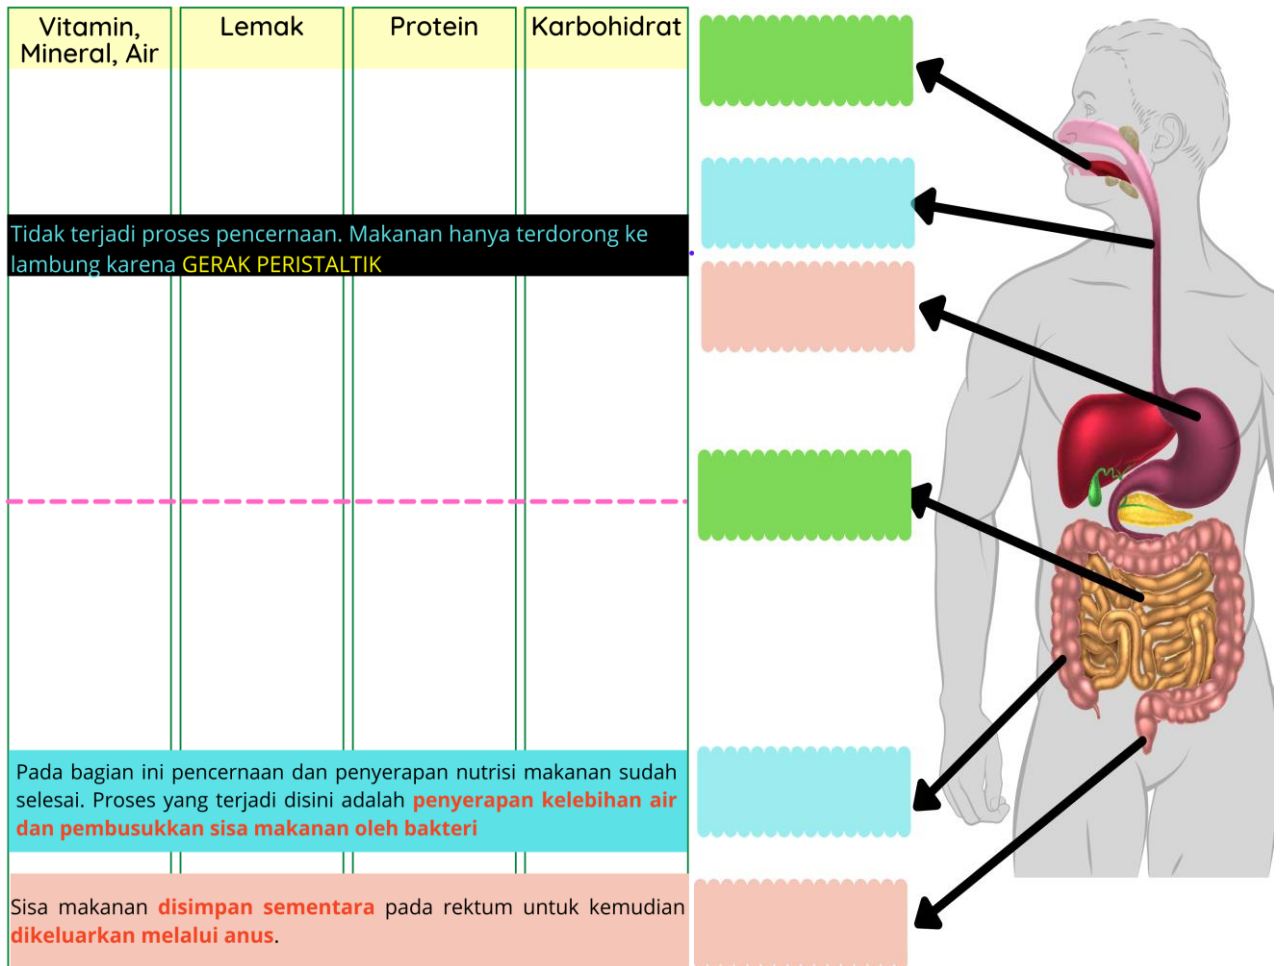 Vitamin,
Mineral, Air
Lemak
Protein
Karbohidrat
Tidak terjadi proses pencernaan. Makanan hanya terdorong ke
lambung karena GERAK PERISTALTIK
Pada bagian ini pencernaan dan penyerapan nutrisi makanan sudah
selesai. Proses yang terjadi disini adalah penyerapan kelebihan air
dan pembusukkan sisa makanan oleh bakteri
Sisa makanan disimpan sementara pada rektum untuk kemudian
dikeluarkan melalui anus.